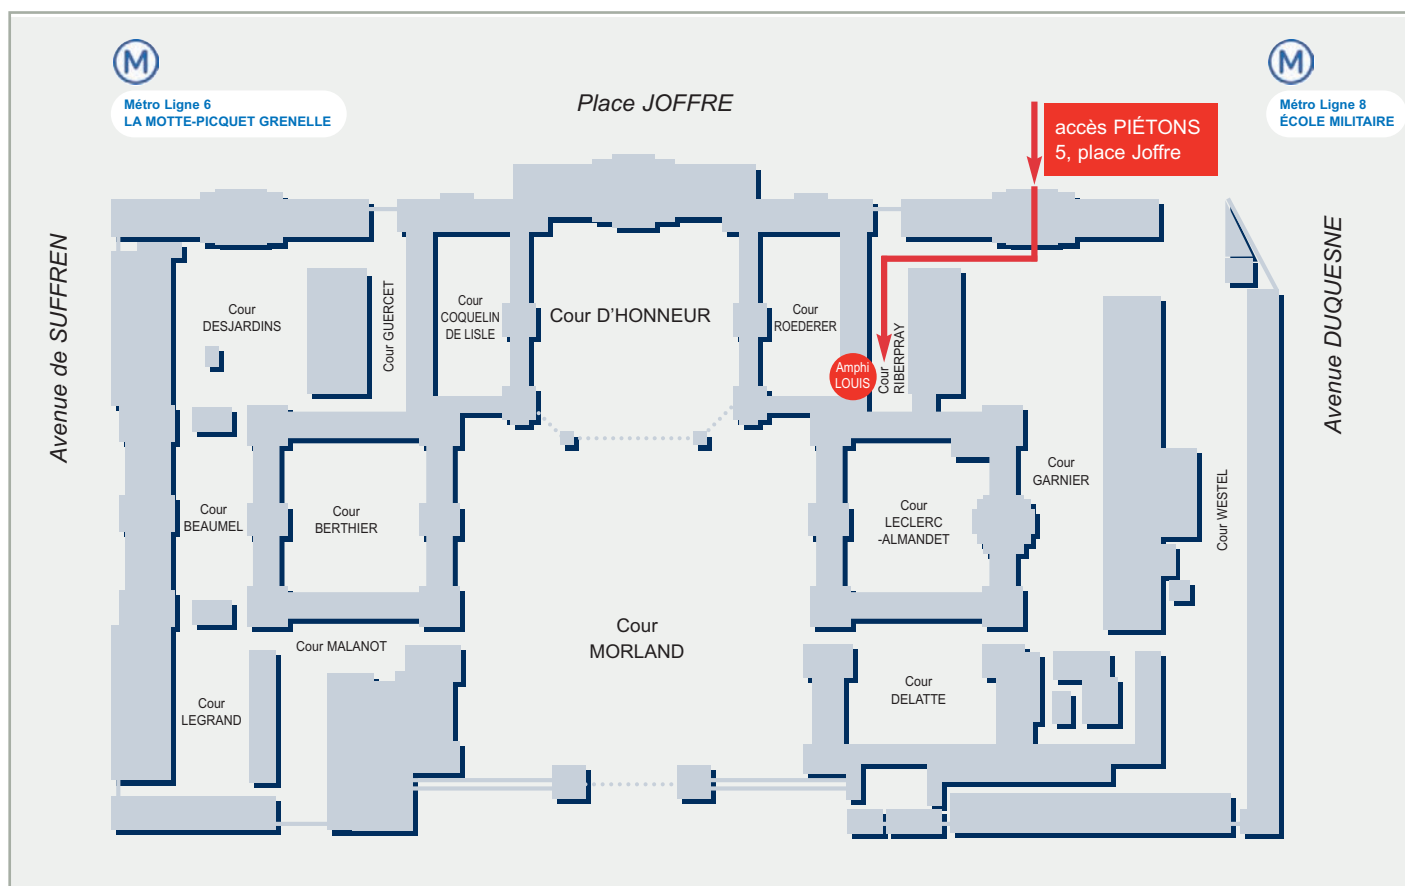 M
Métro Ligne 6
LA MOTTE-PICQUET GRENELLE
Place JOFFRE
M
Métro Ligne 8
ÉCOLE MILITAIRE
accès PIÉTONS
5, place Joffre
Avenue de SUFFREN
Avenue DUQUESNE
Cour
DESJARDINS
Cour GUERCET
Cour
COQUELIN
DE LISLE
Cour D'HONNEUR
Cour
ROEDERER
Amphi
LOUIS
Cour
RIBERPRAY
Cour
BEAUMEL
Cour
BERTHIER
Cour
LECLERC
-ALMANDET
Cour
GARNIER
Cour WESTEL
Cour MALANOT
Cour
MORLAND
Cour
LEGRAND
Cour
DELATTE